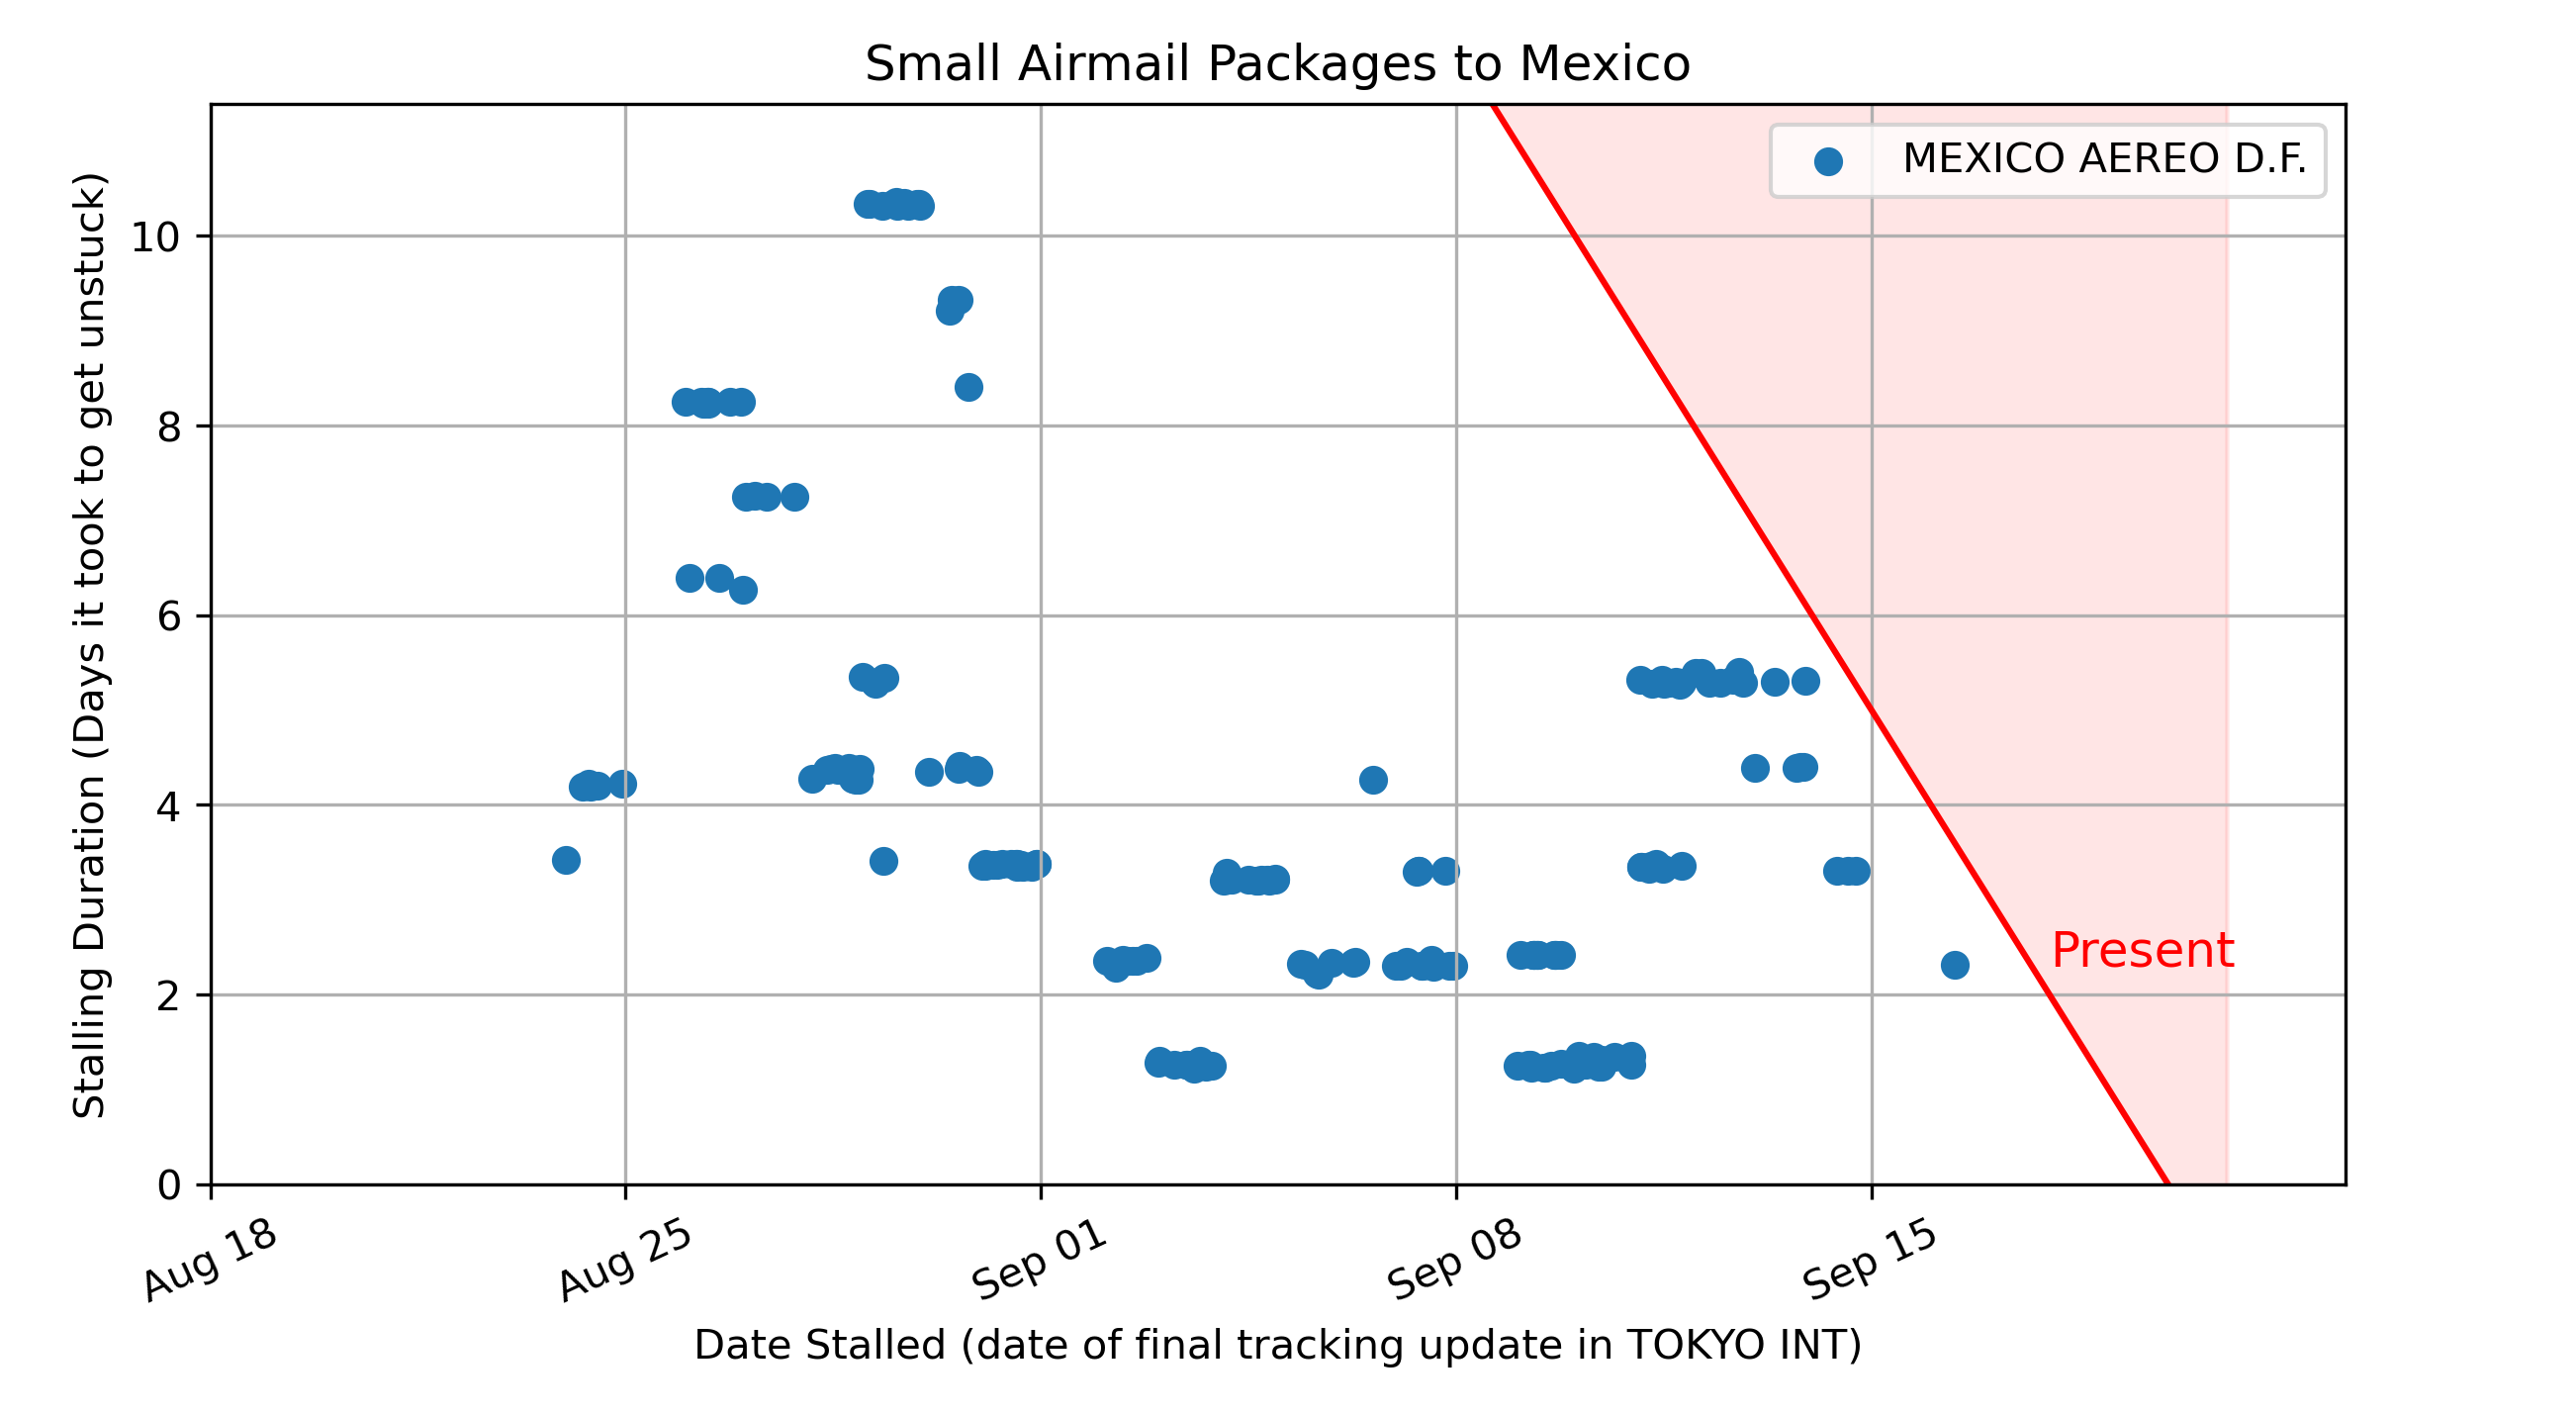 Small Airmail Packages to Mexico
MEXICO AEREO D.F.
Stalling Duration (Days it took to get unstuck)
10
8
6
4
2
0
Present
Aug 18
Aug 25
Sep 01
Sep 08
Sep 15
Date Stalled (date of final tracking update in TOKYO INT)